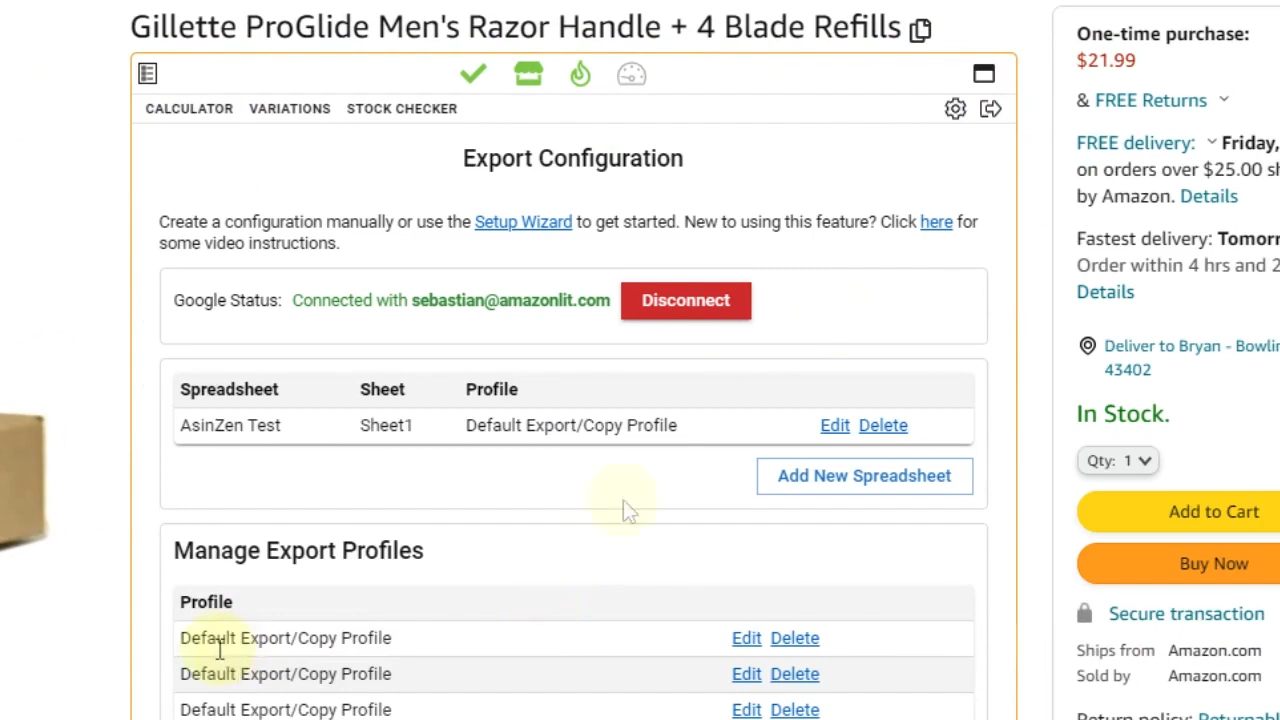 Gillette ProGlide Men's Razor Handle + 4 Blade Refills
CALCULATOR VARIATIONS STOCK CHECKER
Export Configuration
Create a configuration manually or use the Setup Wizard to get started. New to using this feature? Click here for
some video instructions.
Google Status: Connected with sebastian@amazonlit.com Disconnect
Spreadsheet Sheet Profile
AsinZen Test Sheet1 Default Export/Copy Profile Edit Delete
Add New Spreadsheet
Manage Export Profiles
Profile
Default Export/Copy Profile Edit Delete
Default Export/Copy Profile Edit Delete
Default Export/Copy Profile Edit Delete
One-time purchase:
$21.99
& FREE Returns
FREE delivery: Friday,
on orders over $25.00 sh
by Amazon. Details
Fastest delivery: Tomorr
Order within 4 hrs and 2
Details
Deliver to Bryan - Bowlin
43402
In Stock.
Qty: 1
Add to Cart
Buy Now
Secure transaction
Ships from Amazon.com
Sold by Amazon.com
Return policy: Returnabl